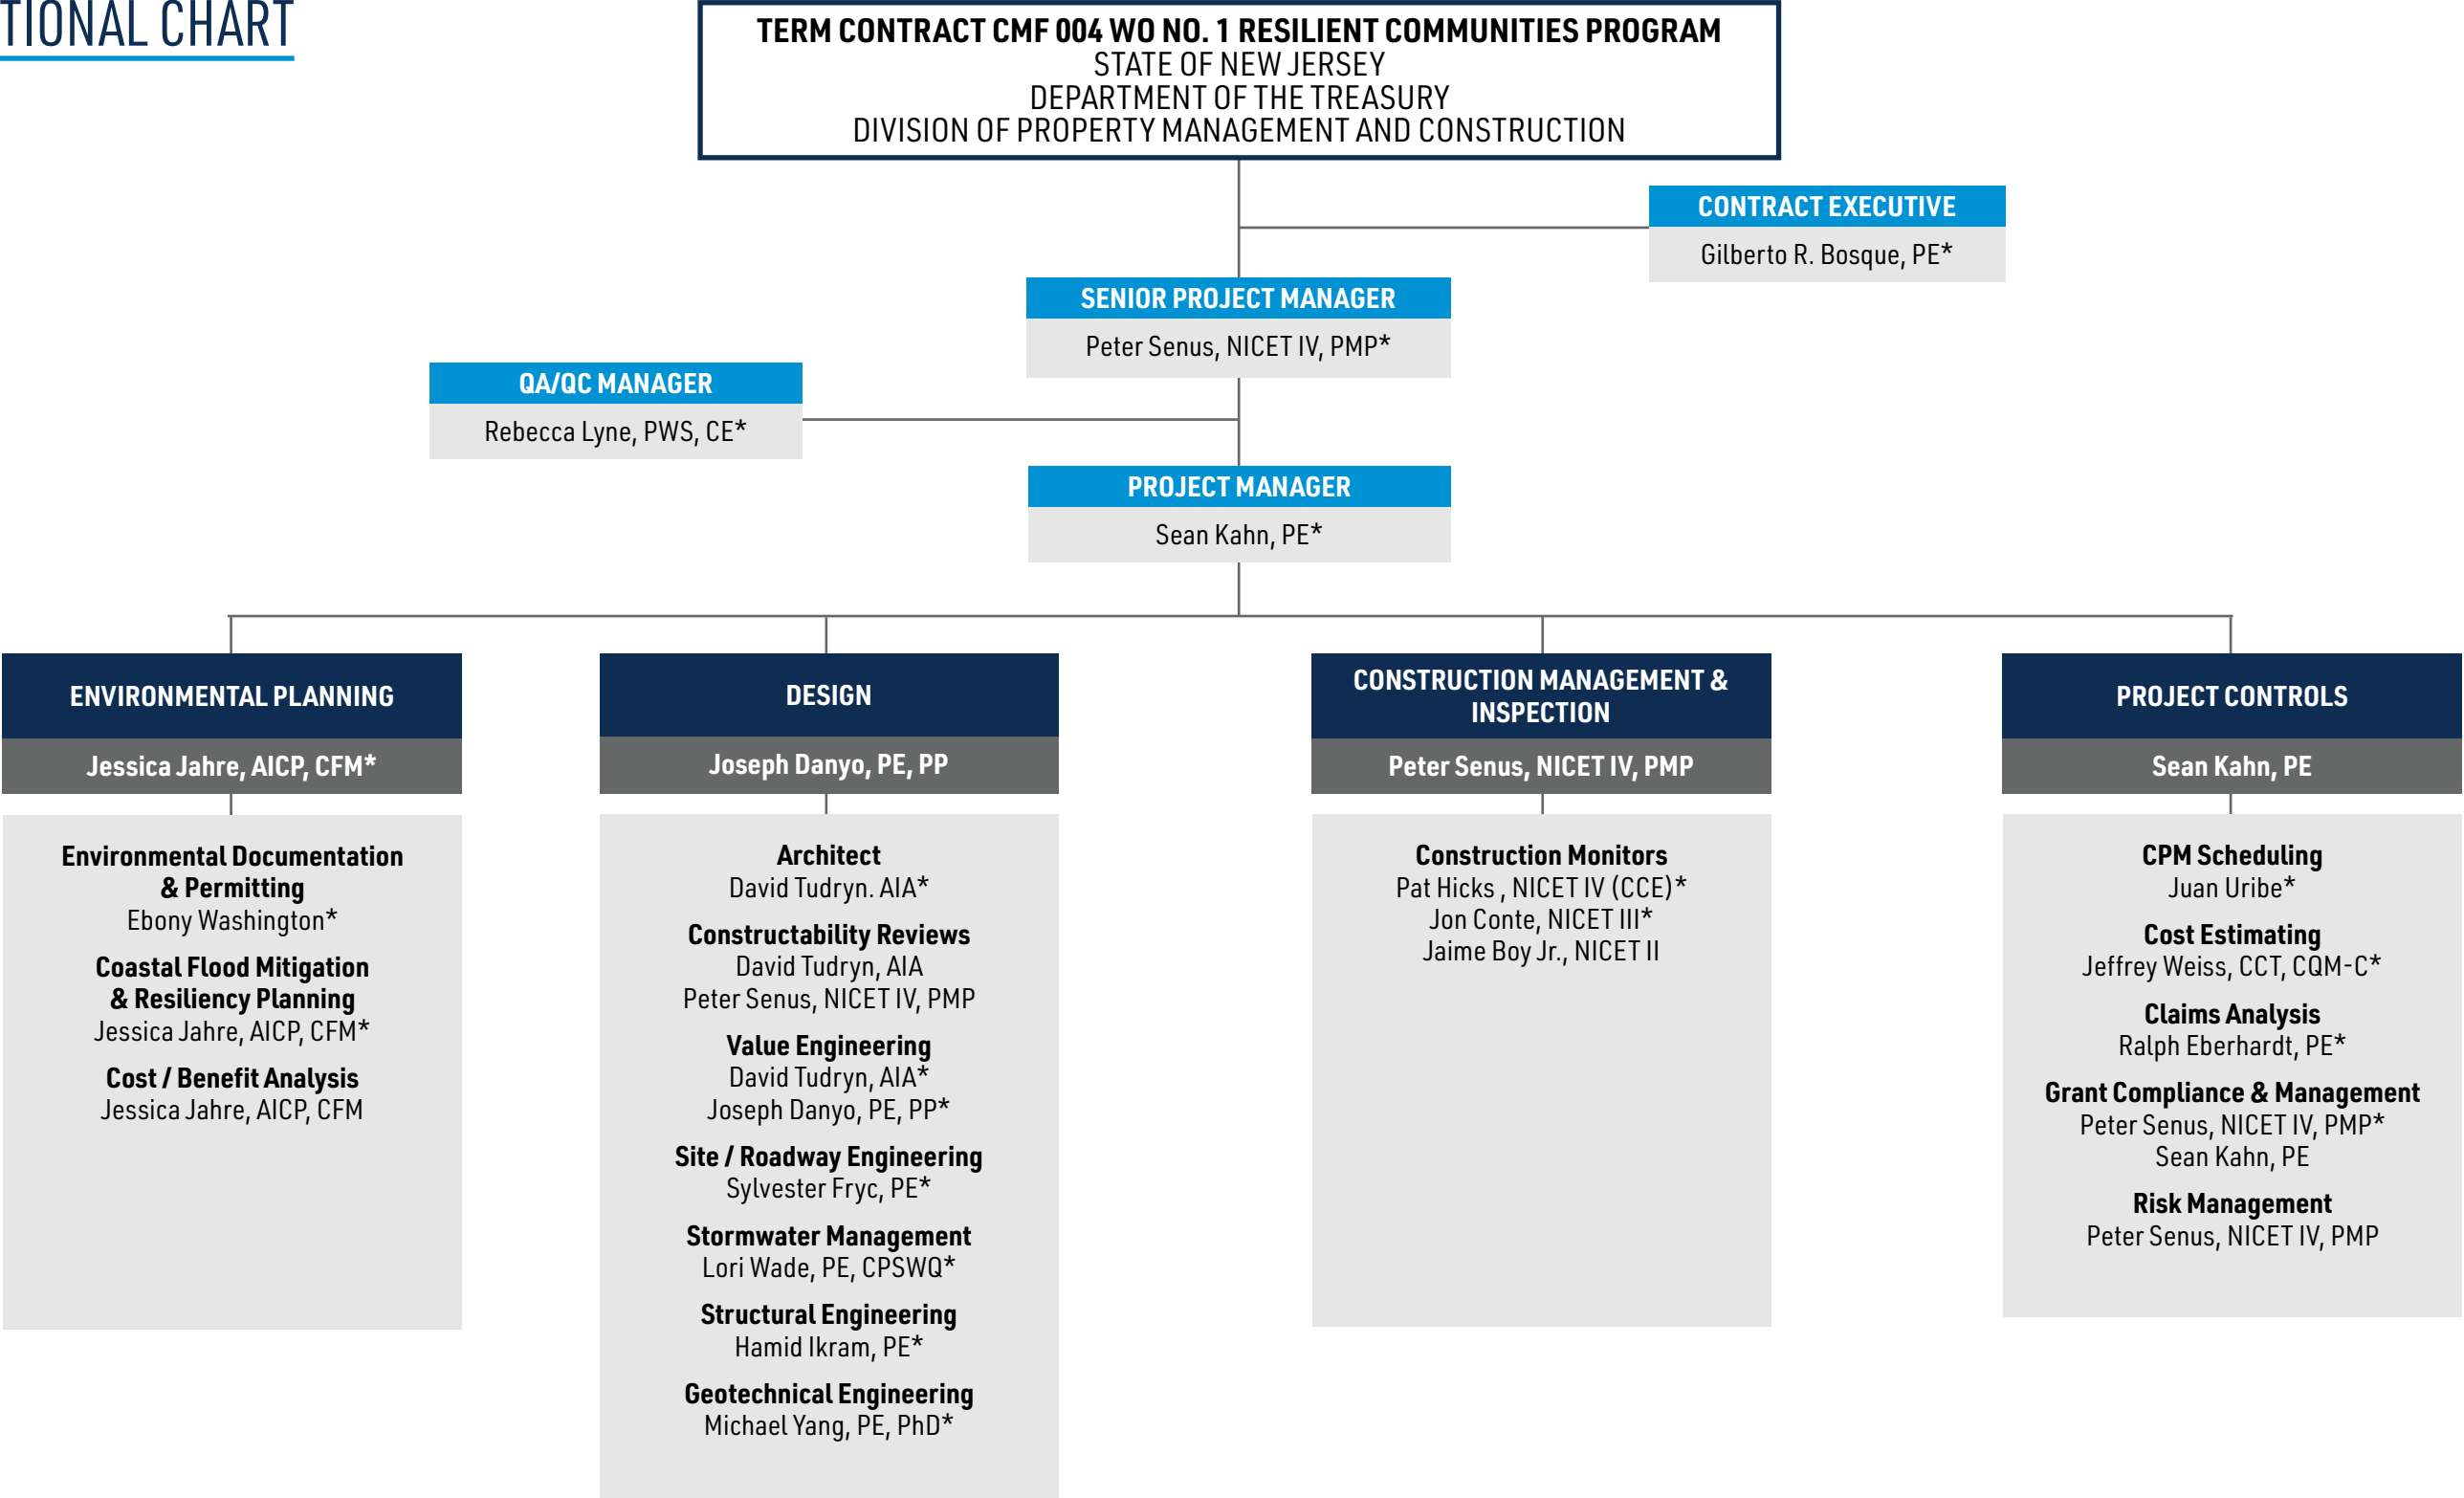 TIONAL CHART
TERM CONTRACT CMF 004 WO NO. 1 RESILIENT COMMUNITIES PROGRAM
STATE OF NEW JERSEY
DEPARTMENT OF THE TREASURY
DIVISION OF PROPERTY MANAGEMENT AND CONSTRUCTION
CONTRACT EXECUTIVE
Gilberto R. Bosque, PE*
SENIOR PROJECT MANAGER
Peter Senus, NICET IV, PMP*
QA/QC MANAGER
Rebecca Lyne, PWS, CE*
PROJECT MANAGER
Sean Kahn, PE*
ENVIRONMENTAL PLANNING
Jessica Jahre, AICP, CFM*
Environmental Documentation
& Permitting
Ebony Washington*
Coastal Flood Mitigation
& Resiliency Planning
Jessica Jahre, AICP, CFM*
Cost / Benefit Analysis
Jessica Jahre, AICP, CFM
DESIGN
Joseph Danyo, PE, PP
Architect
David Tudryn. AIA*
Constructability Reviews
David Tudryn, AIA
Peter Senus, NICET IV, PMP
Value Engineering
David Tudryn, AIA*
Joseph Danyo, PE, PP*
Site / Roadway Engineering
Sylvester Fryc, PE*
Stormwater Management
Lori Wade, PE, CPSWQ*
Structural Engineering
Hamid Ikram, PE*
Geotechnical Engineering
Michael Yang, PE, PhD*
CONSTRUCTION MANAGEMENT &
INSPECTION
Peter Senus, NICET IV, PMP
Construction Monitors
Pat Hicks , NICET IV (CCE)*
Jon Conte, NICET III*
Jaime Boy Jr., NICET II
PROJECT CONTROLS
Sean Kahn, PE
CPM Scheduling
Juan Uribe*
Cost Estimating
Jeffrey Weiss, CCT, CQM-C*
Claims Analysis
Ralph Eberhardt, PE*
Grant Compliance & Management
Peter Senus, NICET IV, PMP*
Sean Kahn, PE
Risk Management
Peter Senus, NICET IV, PMP